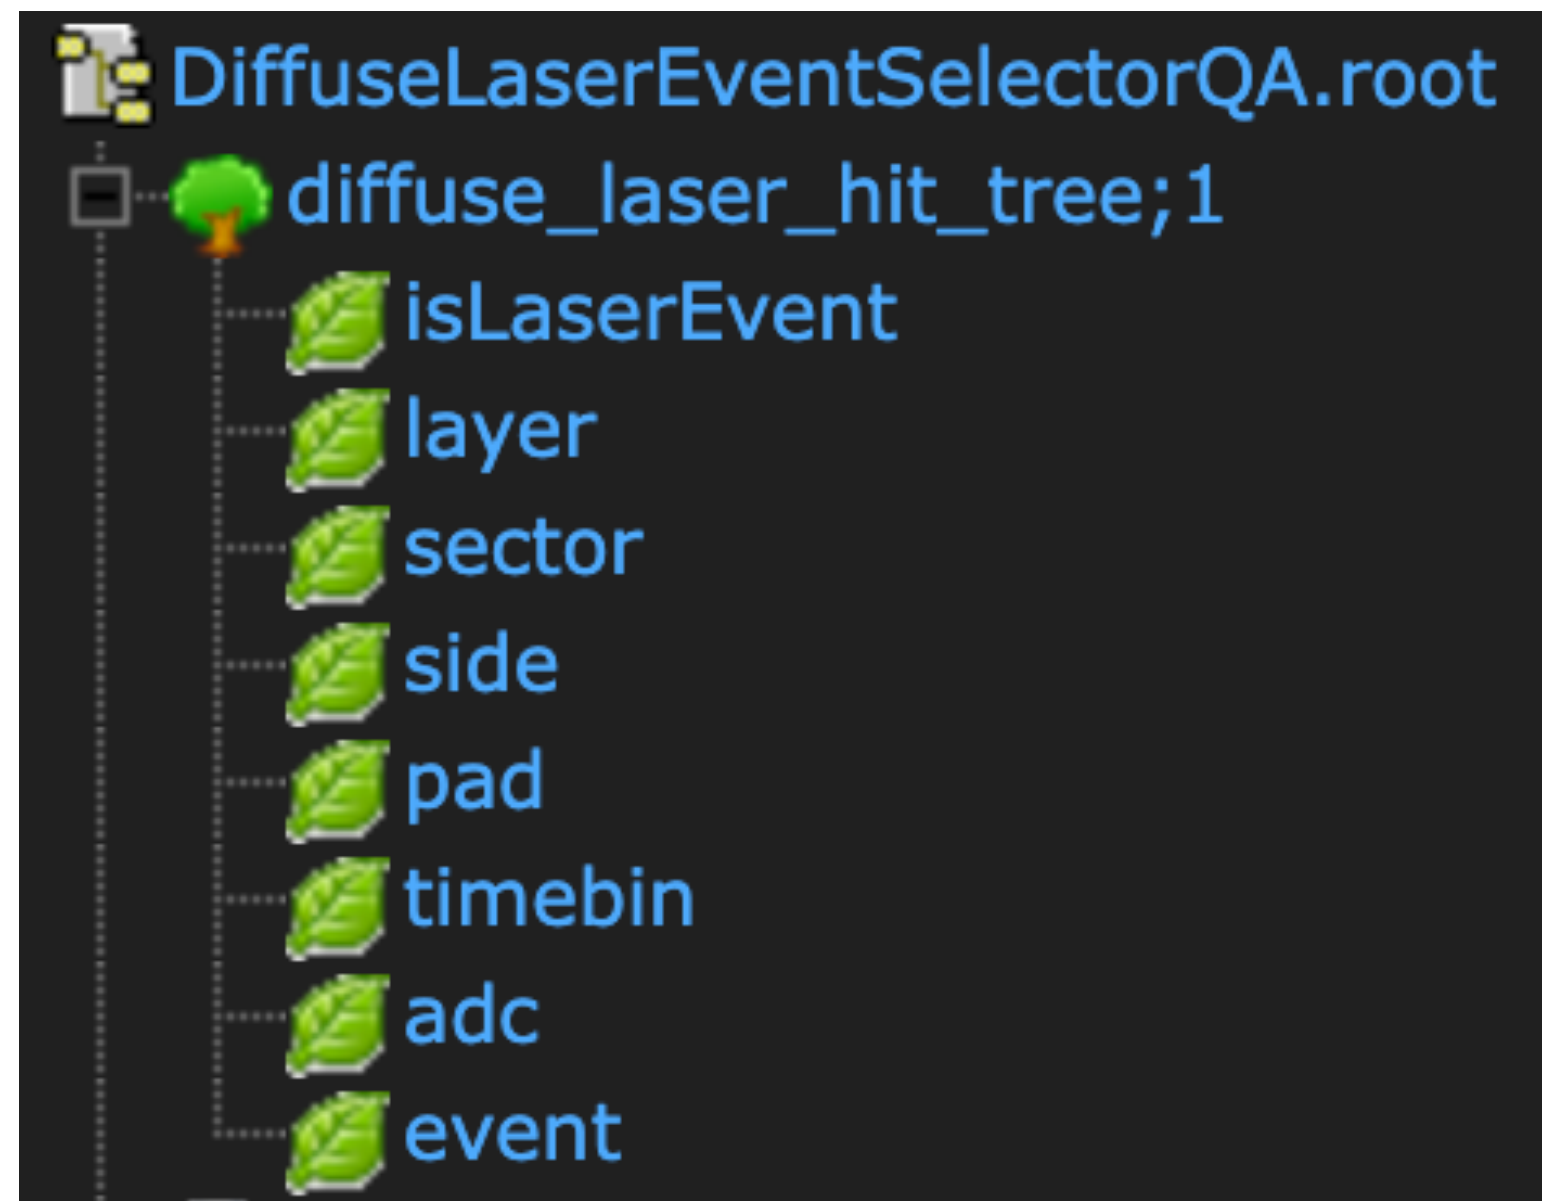 DiffuseLaserEventSelectorQA.root
diffuse_laser_hit_tree;1
isLaserEvent
layer
sector
side
pad
timebin
adc
event